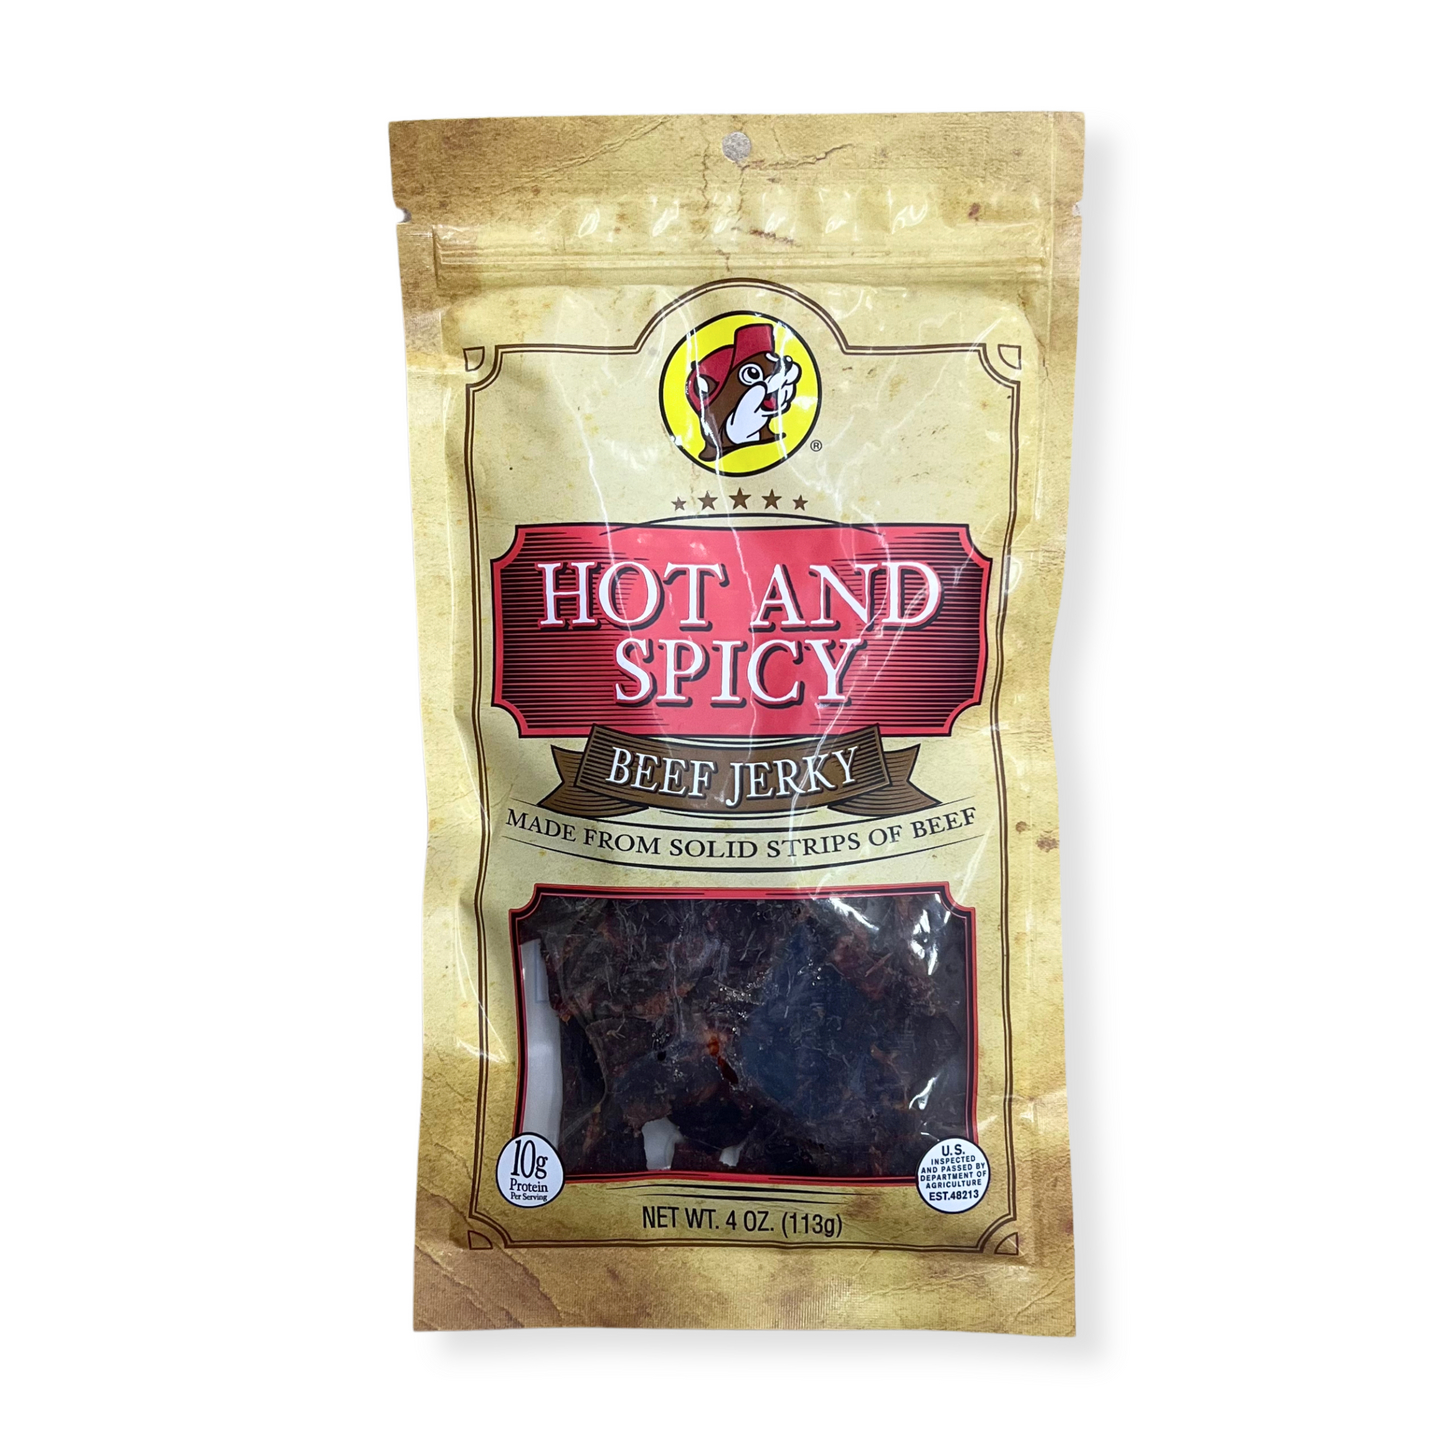 ®
HOT AND
SPICY
BEEF JERKY
MADE FROM SOLID STRIPS OF BEEF
10g
Protein
Per Serving
U.S.
INSPECTED
AND PASSED BY
DEPARTMENT OF
AGRICULTURE
EST.48213
NET WT. 4 OZ. (113g)